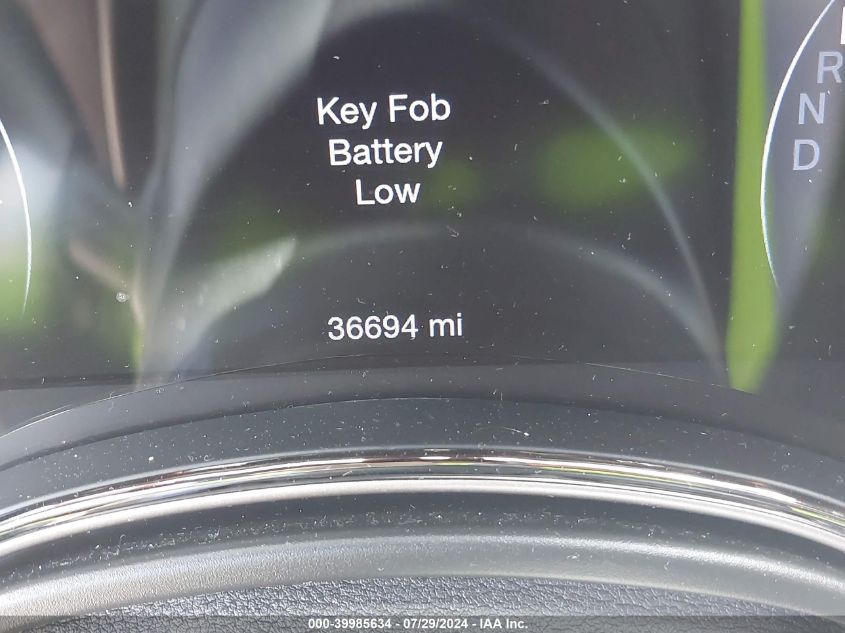 Key Fob
Battery
Low
R
N
D
36694 mi
000-39985634 / 07/29/2024 - IAA Inc.